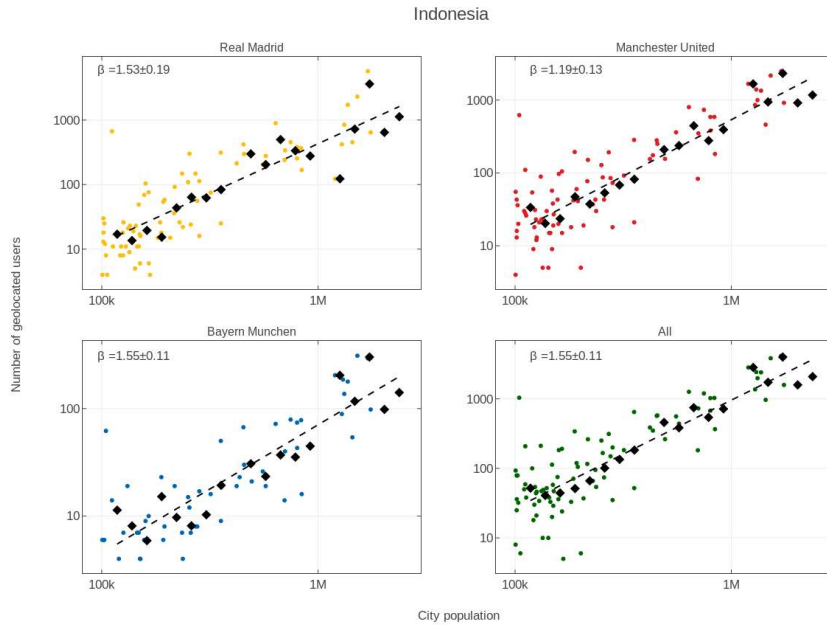 Indonesia
Real Madrid
β =1.53±0.19
1000
100
10
100k
1M
Manchester United
β =1.19±0.13
1000
100
10
100k
1M
Bayern Munchen
β =1.55±0.11
100
10
100k
1M
All
β =1.55±0.11
1000
100
10
100k
1M
Number of geolocated users
City population